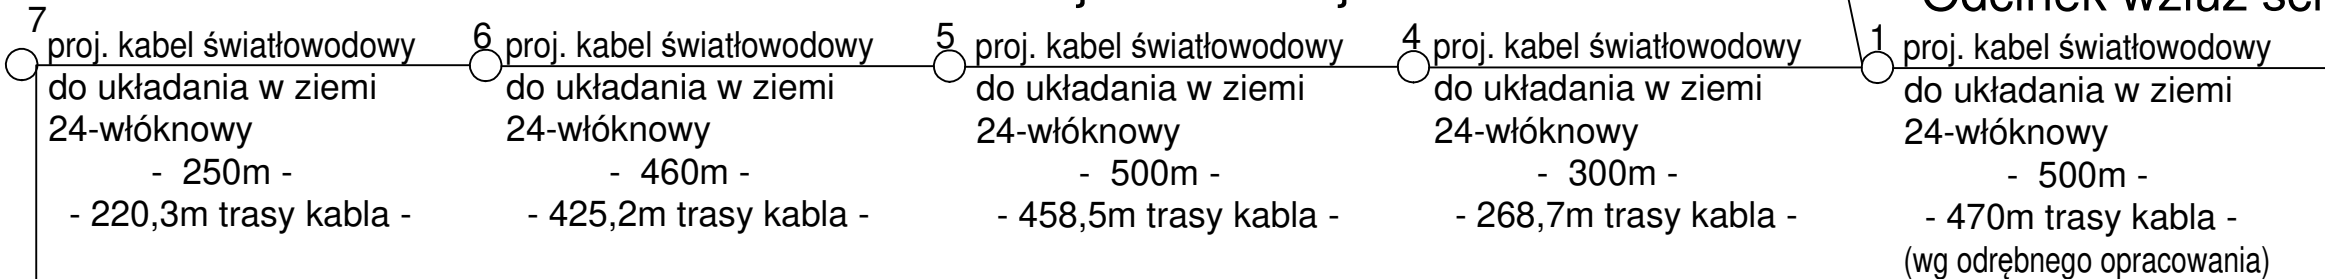 7
proj. kabel światłowodowy
do układania w ziemi
24-włóknowy
- 250m -
- 220,3m trasy kabla -
6
proj. kabel światłowodowy
do układania w ziemi
24-włóknowy
- 460m -
- 425,2m trasy kabla -
5
proj. kabel światłowodowy
do układania w ziemi
24-włóknowy
- 500m -
- 458,5m trasy kabla -
4
proj. kabel światłowodowy
do układania w ziemi
24-włóknowy
- 300m -
- 268,7m trasy kabla -
1
proj. kabel światłowodowy
do układania w ziemi
24-włóknowy
- 500m -
- 470m trasy kabla -
(wg odrębnego opracowania)